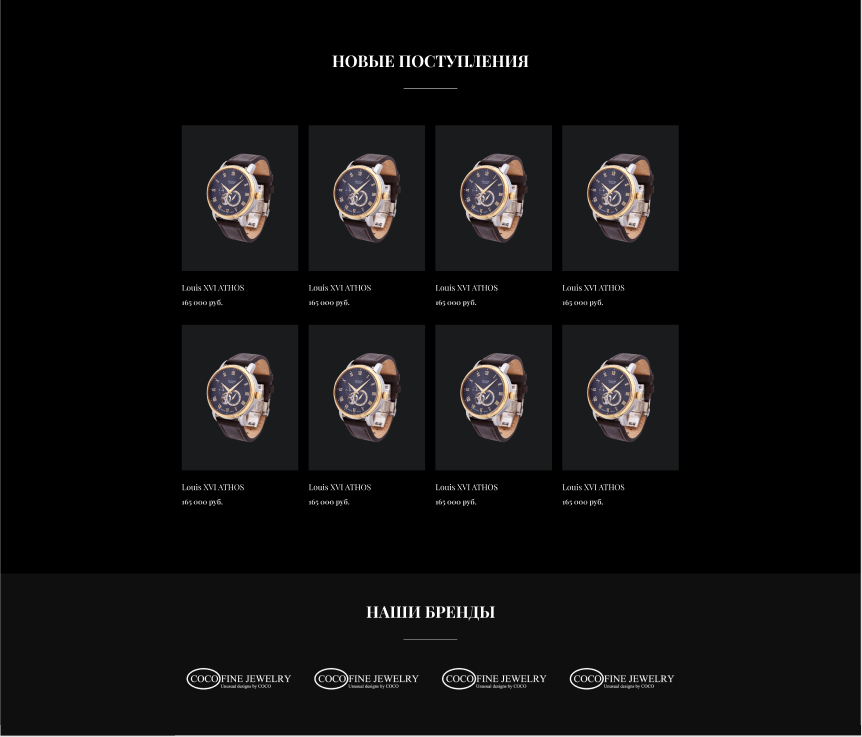 НОВЫЕ ПОСТУПЛЕНИЯ
Louis XVI ATHOS
165 000 руб.
Louis XVI ATHOS
165 000 руб.
Louis XVI ATHOS
165 000 руб.
Louis XVI ATHOS
165 000 руб.
Louis XVI ATHOS
165 000 руб.
Louis XVI ATHOS
165 000 руб.
Louis XVI ATHOS
165 000 руб.
Louis XVI ATHOS
165 000 руб.
НАШИ БРЕНДЫ
COCO FINE JEWELRY
Unusual designs by COCO
COCO FINE JEWELRY
Unusual designs by COCO
COCO FINE JEWELRY
Unusual designs by COCO
COCO FINE JEWELRY
Unusual designs by COCO